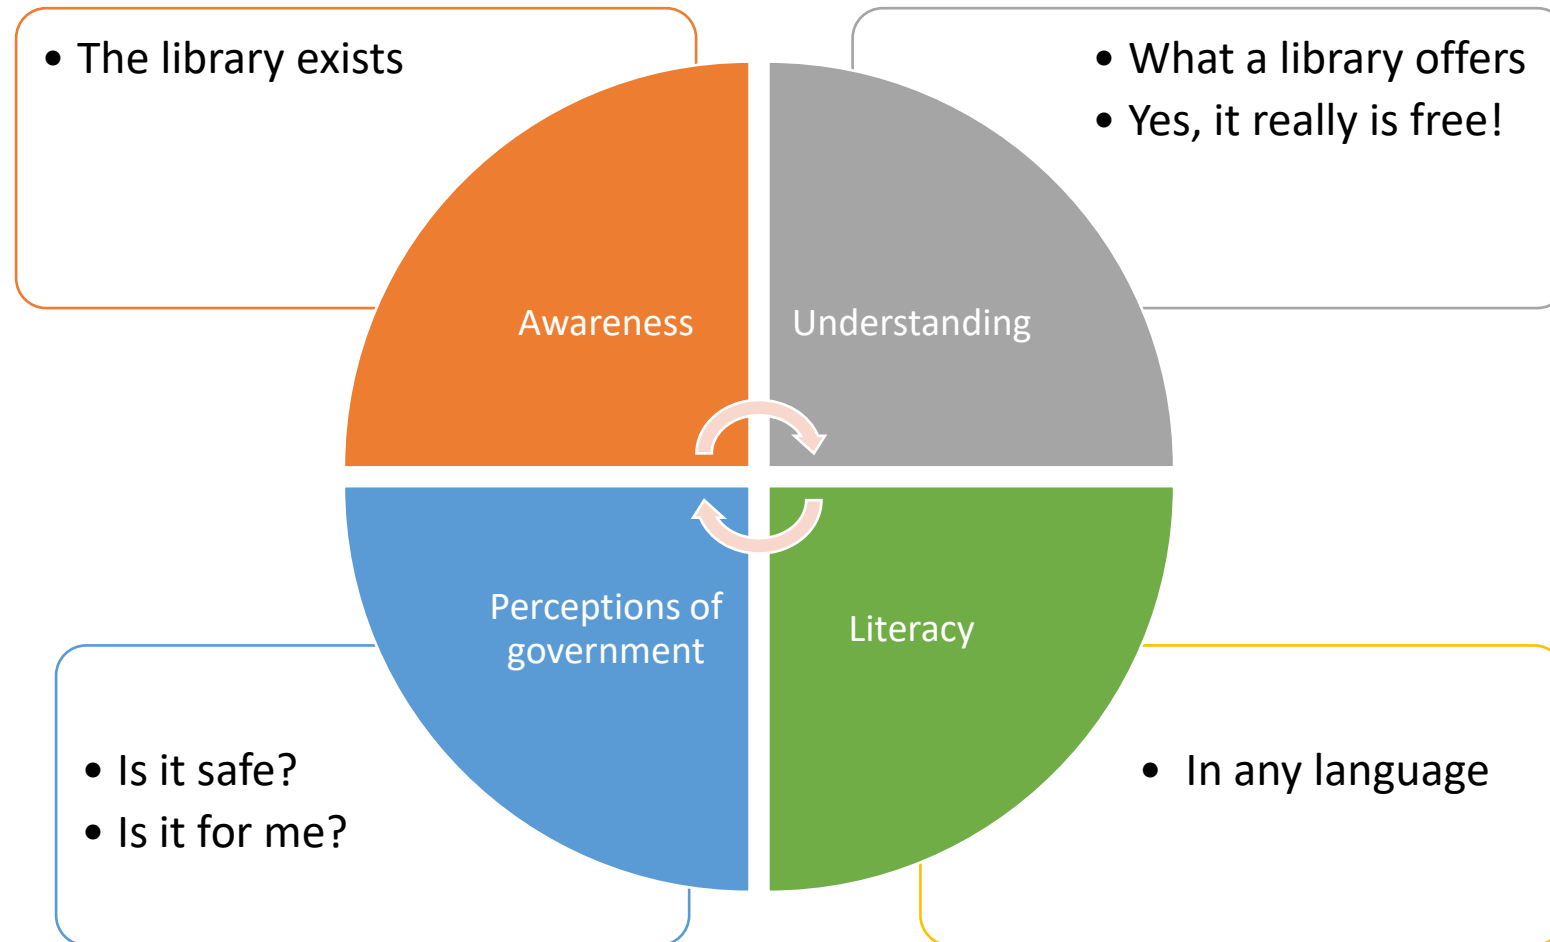 • The library exists
• What a library offers
• Yes, it really is free!
Awareness
Understanding
Perceptions of
government
Literacy
• Is it safe?
• Is it for me?
• In any language